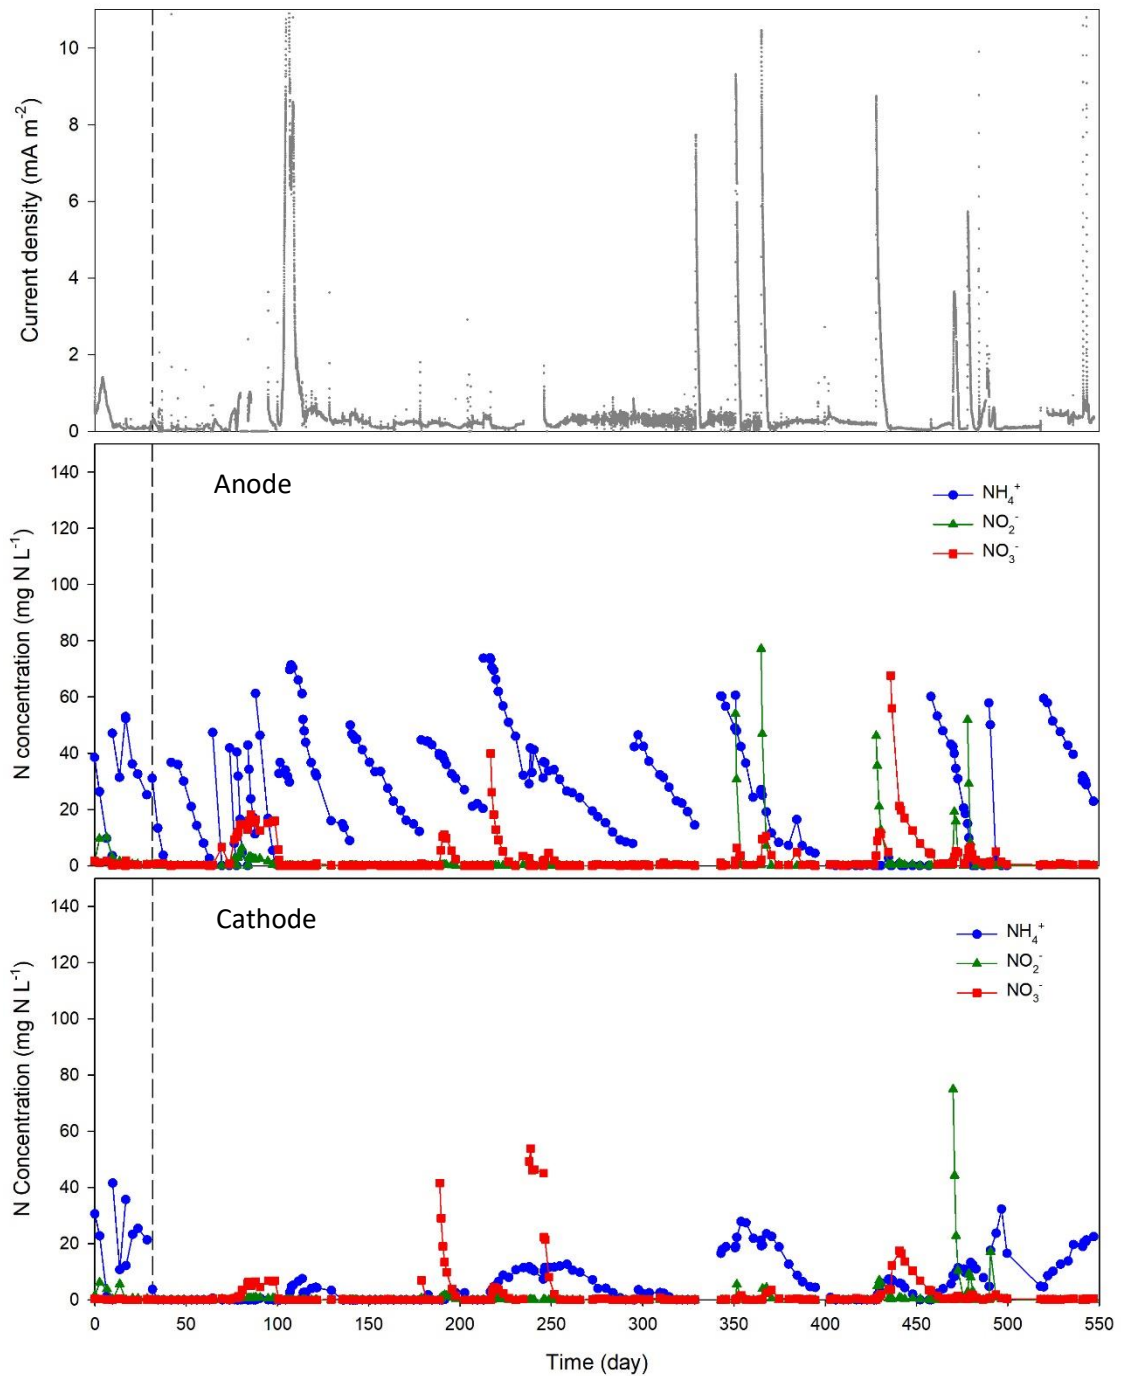 10
8
6
4
2
0
Current density (mA m⁻²)
Anode
NH₄⁺
NO₂⁻
NO₃⁻
140
120
100
80
60
40
20
0
N concentration (mg N L⁻¹)
Cathode
NH₄⁺
NO₂⁻
NO₃⁻
140
120
100
80
60
40
20
0
N Concentration (mg N L⁻¹)
0 50 100 150 200 250 300 350 400 450 500 550
Time (day)